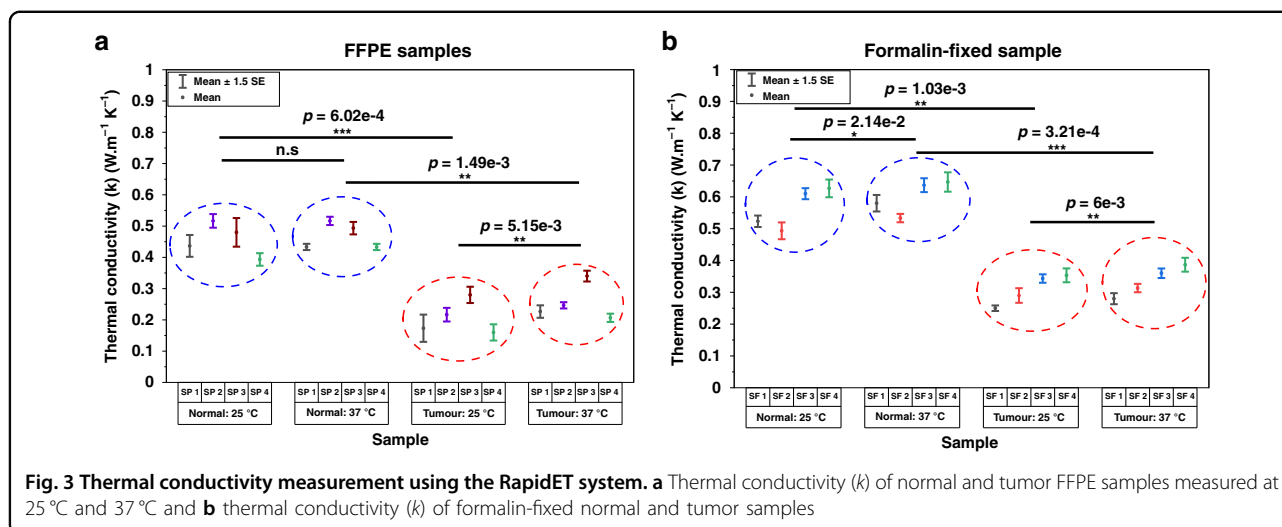 a
FFPE samples
Mean ± 1.5 SE
Mean
Thermal conductivity (k) (W.m⁻¹ K⁻¹)
1
0.9
0.8
0.7
0.6
0.5
0.4
0.3
0.2
0.1
0
p = 6.02e-4
***
n.s
p = 1.49e-3
**
p = 5.15e-3
**
SP 1 SP 2 SP 3 SP 4 SP 1 SP 2 SP 3 SP 4 SP 1 SP 2 SP 3 SP 4 SP 1 SP 2 SP 3 SP 4
Normal: 25 °C Normal: 37 °C Tumour: 25 °C Tumour: 37 °C
Sample
b
Formalin-fixed sample
Mean ± 1.5 SE
Mean
Thermal conductivity (k) (W.m⁻¹ K⁻¹)
1
0.9
0.8
0.7
0.6
0.5
0.4
0.3
0.2
0.1
0
p = 1.03e-3
**
p = 2.14e-2
*
p = 3.21e-4
***
p = 6e-3
**
SF 1 SF 2 SF 3 SF 4 SF 1 SF 2 SF 3 SF 4 SF 1 SF 2 SF 3 SF 4 SF 1 SF 2 SF 3 SF 4
Normal: 25 °C Normal: 37 °C Tumour: 25 °C Tumour: 37 °C
Sample
Fig. 3 Thermal conductivity measurement using the RapidET system. a Thermal conductivity (k) of normal and tumor FFPE samples measured at
25 °C and 37 °C and b thermal conductivity (k) of formalin-fixed normal and tumor samples